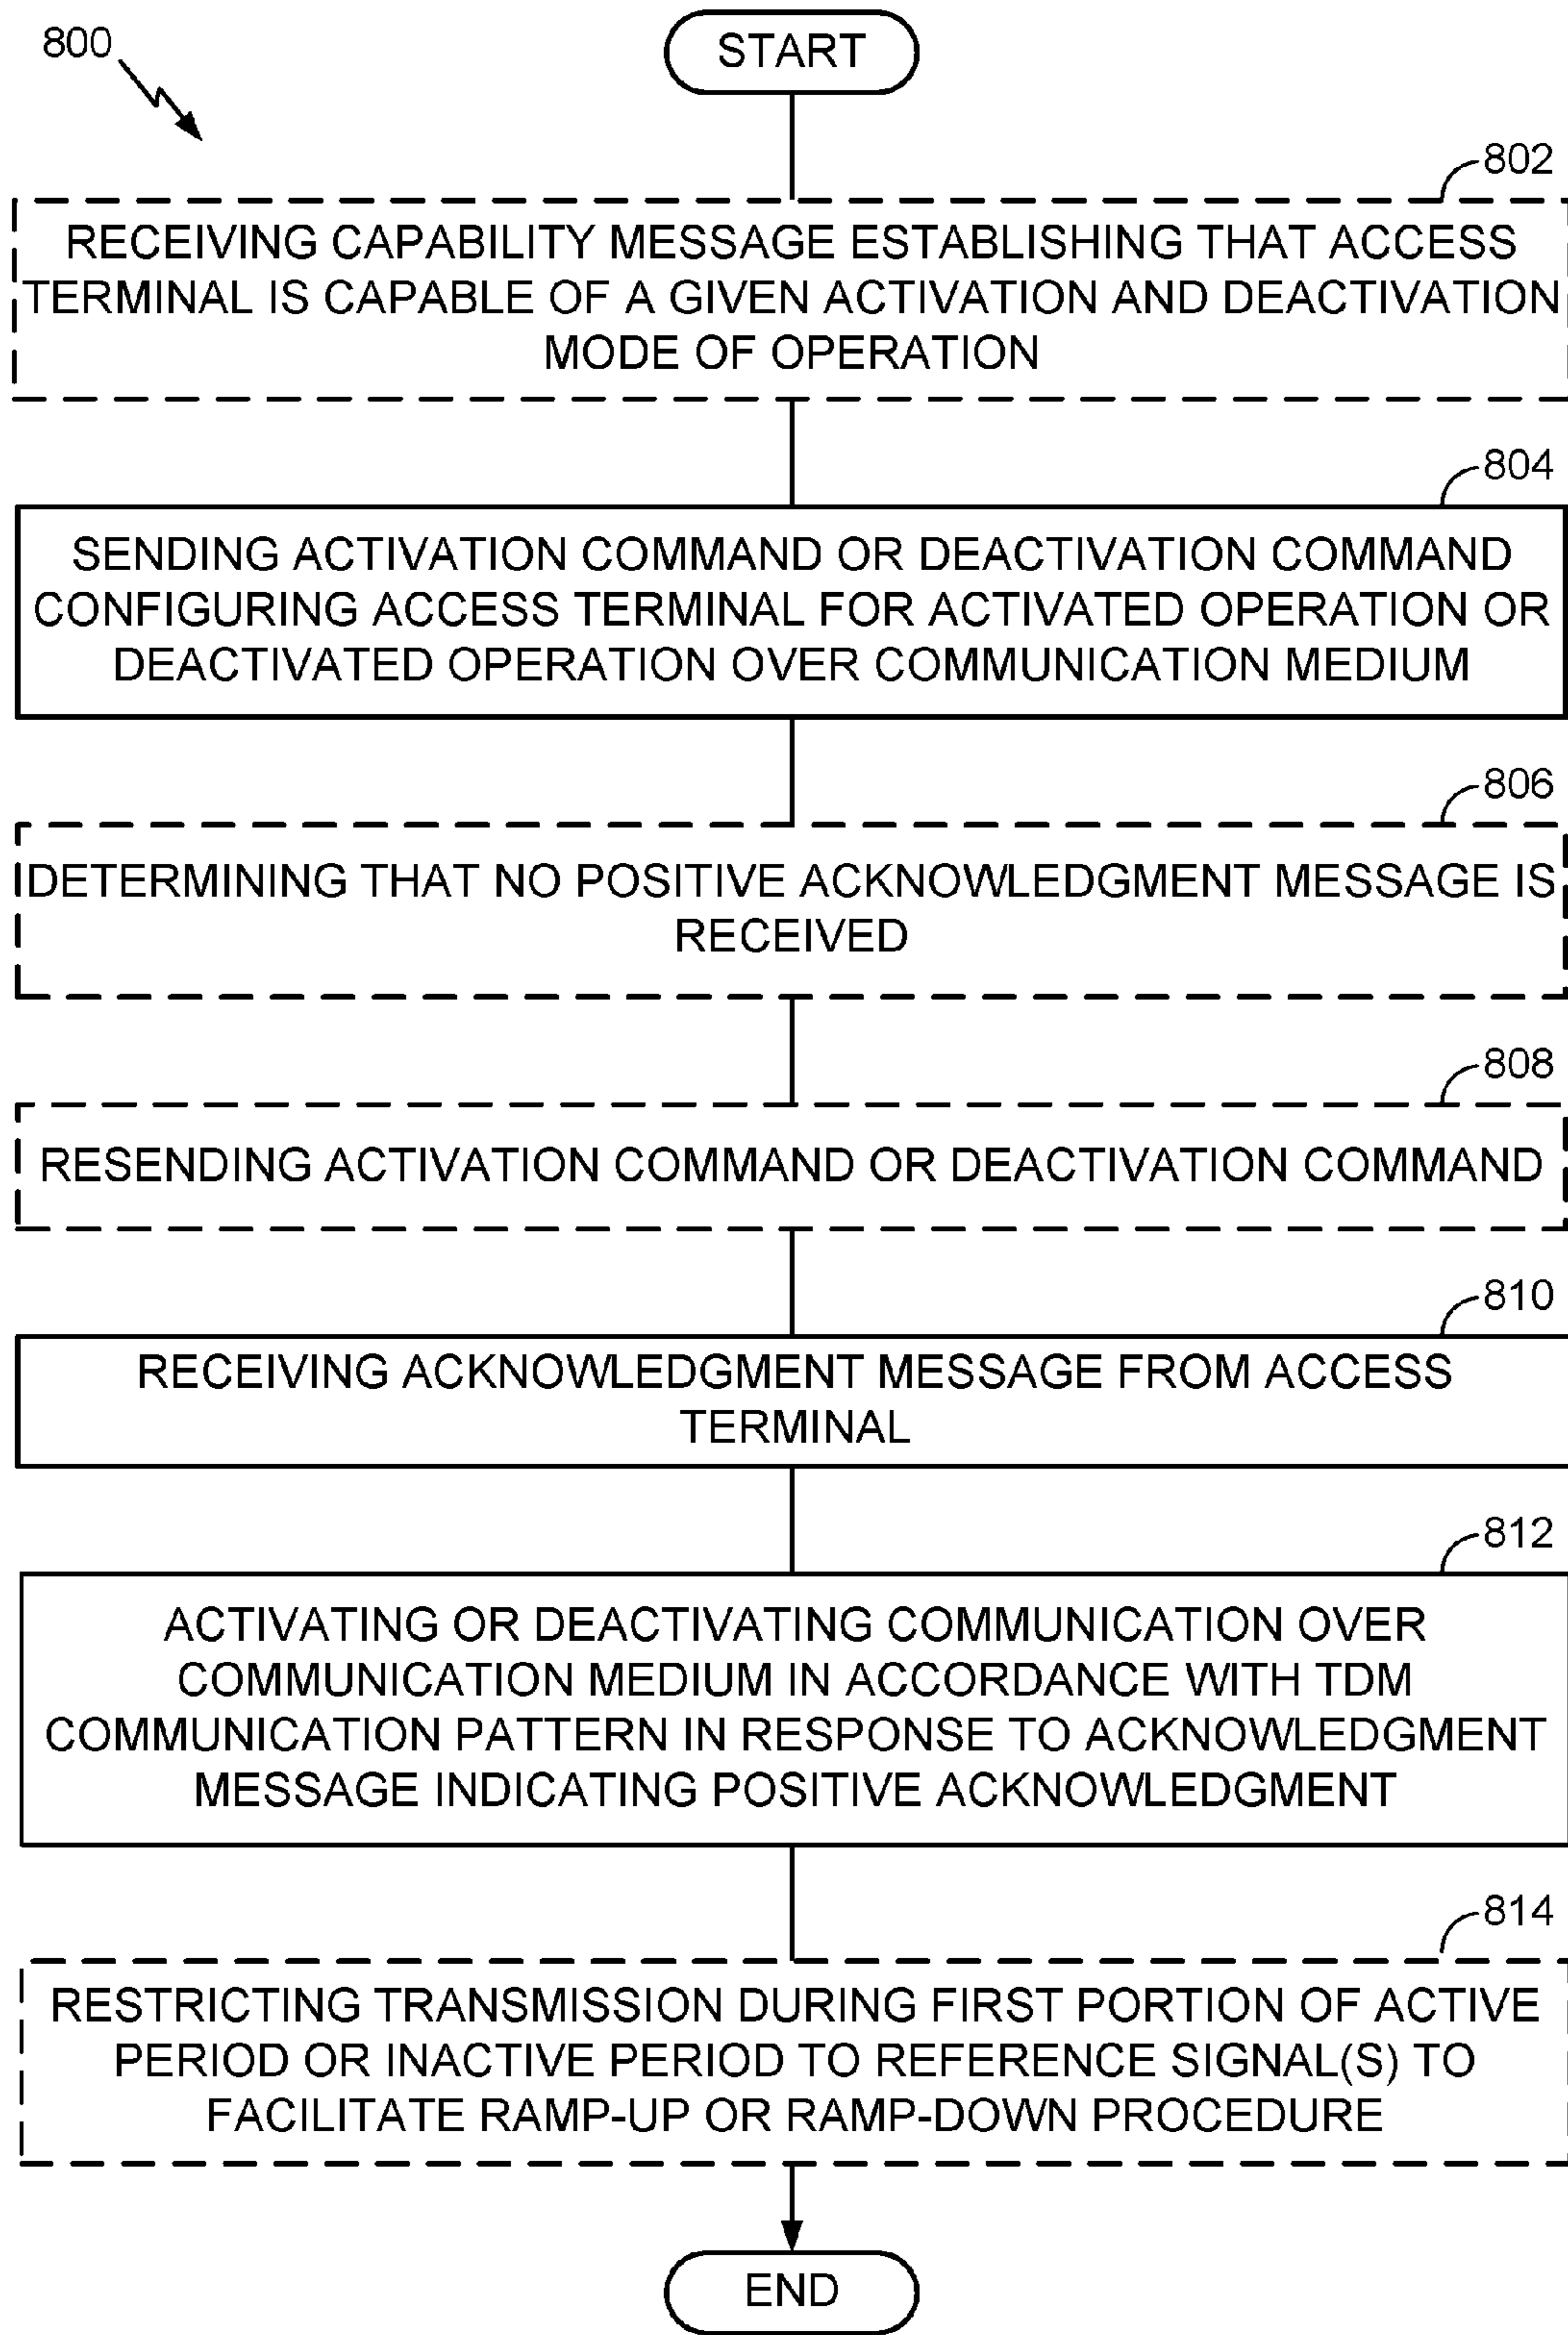 800
START
802
RECEIVING CAPABILITY MESSAGE ESTABLISHING THAT ACCESS
TERMINAL IS CAPABLE OF A GIVEN ACTIVATION AND DEACTIVATION
MODE OF OPERATION
804
SENDING ACTIVATION COMMAND OR DEACTIVATION COMMAND
CONFIGURING ACCESS TERMINAL FOR ACTIVATED OPERATION OR
DEACTIVATED OPERATION OVER COMMUNICATION MEDIUM
806
DETERMINING THAT NO POSITIVE ACKNOWLEDGMENT MESSAGE IS
RECEIVED
808
RESENDING ACTIVATION COMMAND OR DEACTIVATION COMMAND
810
RECEIVING ACKNOWLEDGMENT MESSAGE FROM ACCESS
TERMINAL
812
ACTIVATING OR DEACTIVATING COMMUNICATION OVER
COMMUNICATION MEDIUM IN ACCORDANCE WITH TDM
COMMUNICATION PATTERN IN RESPONSE TO ACKNOWLEDGMENT
MESSAGE INDICATING POSITIVE ACKNOWLEDGMENT
814
RESTRICTING TRANSMISSION DURING FIRST PORTION OF ACTIVE
PERIOD OR INACTIVE PERIOD TO REFERENCE SIGNAL(S) TO
FACILITATE RAMP-UP OR RAMP-DOWN PROCEDURE
END